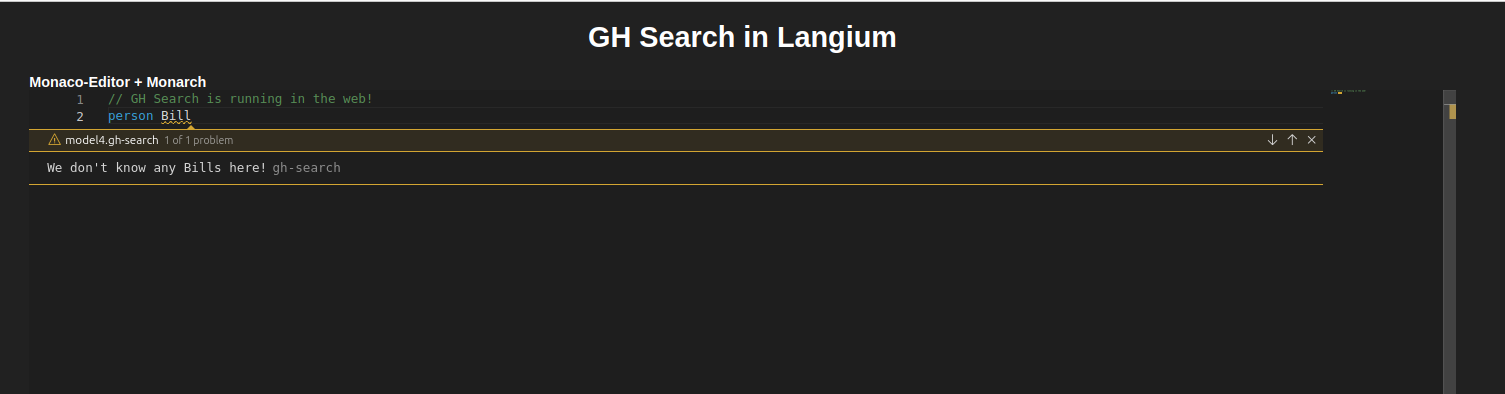 GH Search in Langium
Monaco-Editor + Monarch
1 // GH Search is running in the web!
2 person Bill
model4.gh-search 1 of 1 problem
We don't know any Bills here! gh-search